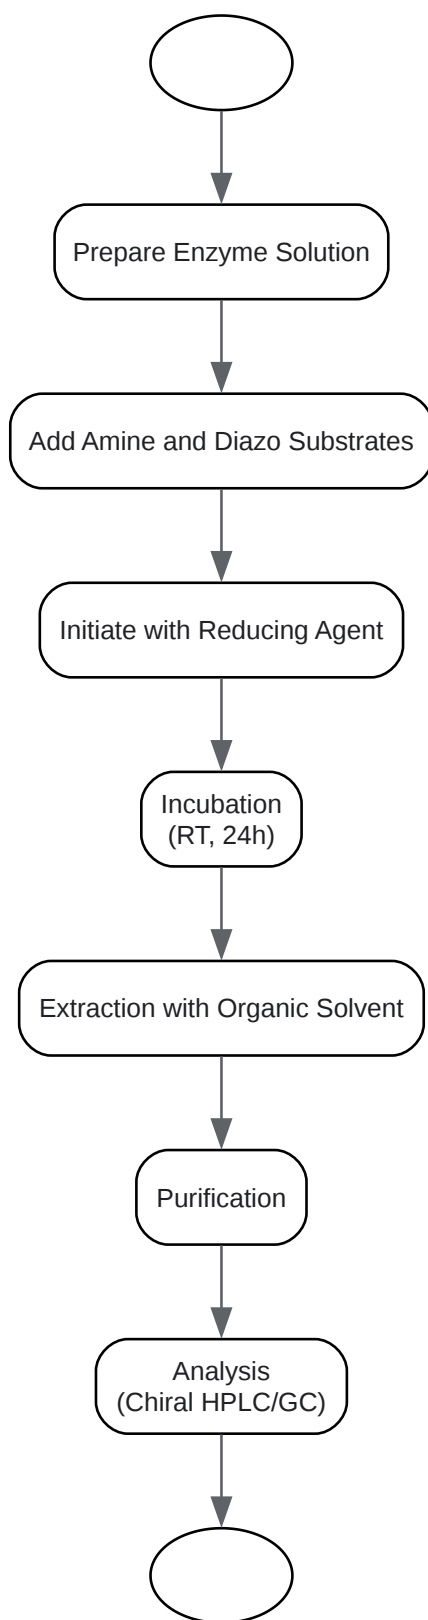 Prepare Enzyme Solution
Add Amine and Diazo Substrates
Initiate with Reducing Agent
Incubation
(RT, 24h)
Extraction with Organic Solvent
Purification
Analysis
(Chiral HPLC/GC)